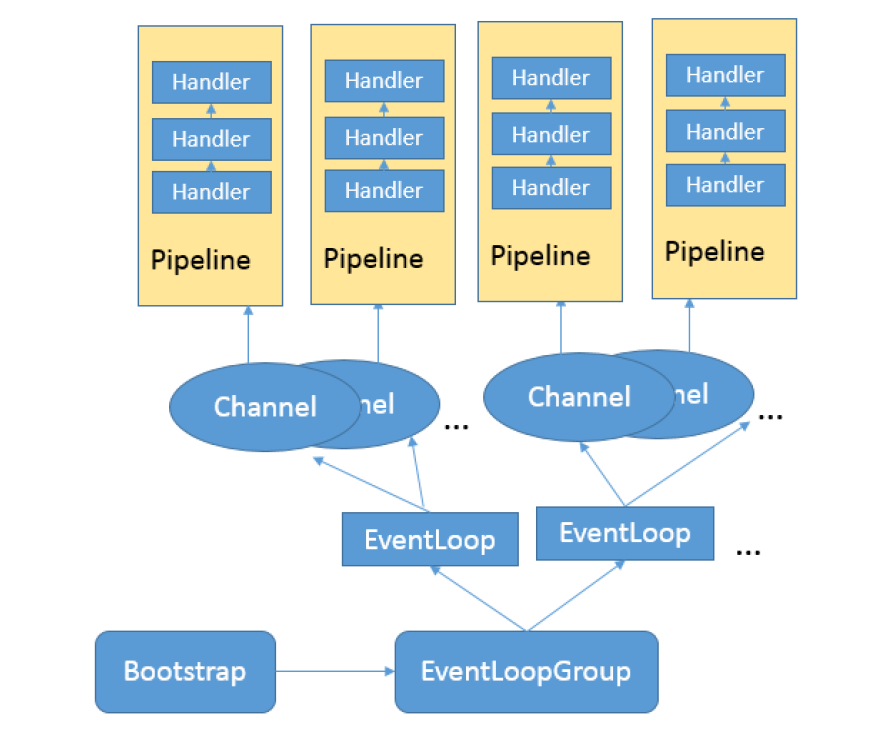 Handler
Handler
Handler
Pipeline
Handler
Handler
Handler
Pipeline
Handler
Handler
Handler
Pipeline
Handler
Handler
Handler
Pipeline
Channel
nel
...
Channel
nel
...
EventLoop
EventLoop
...
Bootstrap
EventLoopGroup